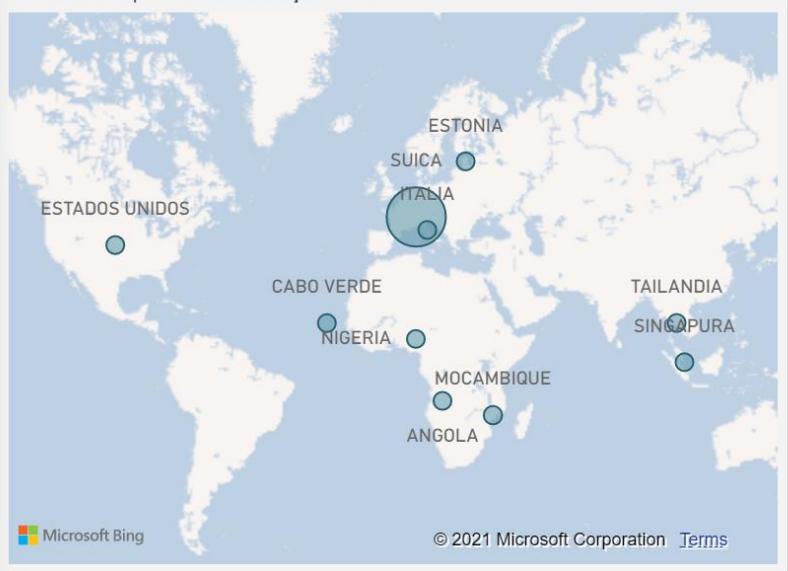 ESTONIA
SUICA
ITALIA
ESTADOS UNIDOS
CABO VERDE
TAILANDIA
NIGERIA
SINGAPURA
MOCAMBIQUE
ANGOLA
Microsoft Bing
© 2021 Microsoft Corporation Terms